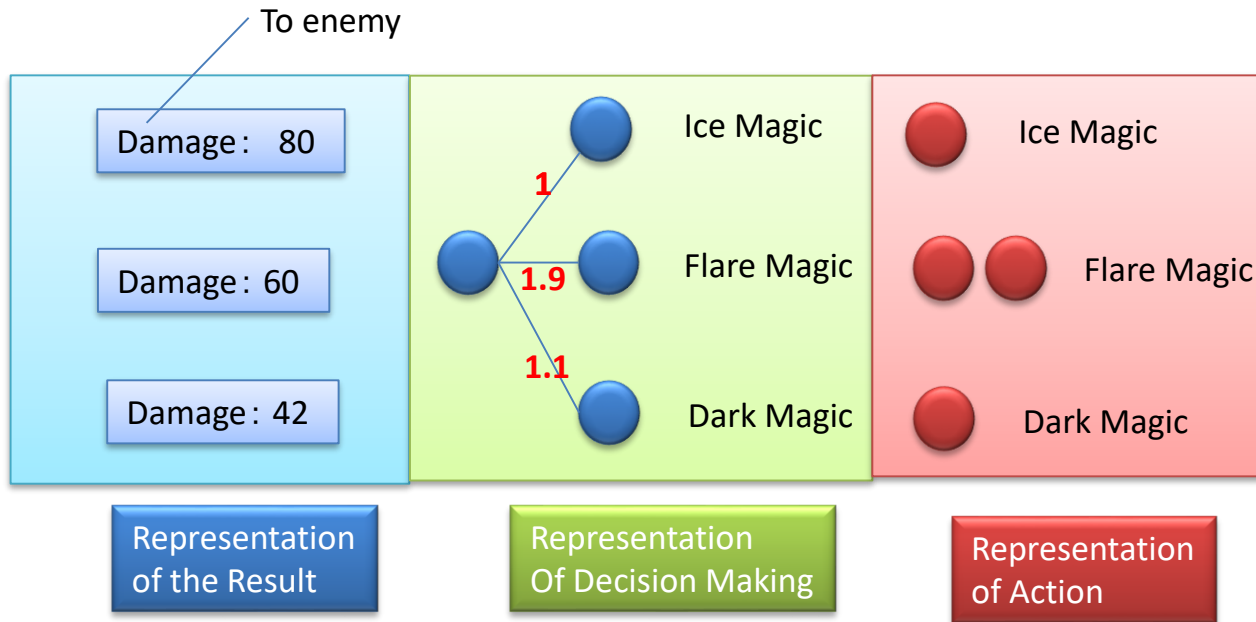 To enemy
Damage： 80
Damage：60
Damage：42
1
1.9
1.1
Ice Magic
Flare Magic
Dark Magic
Ice Magic
Flare Magic
Dark Magic
Representation
of the Result
Representation
Of Decision Making
Representation
of Action